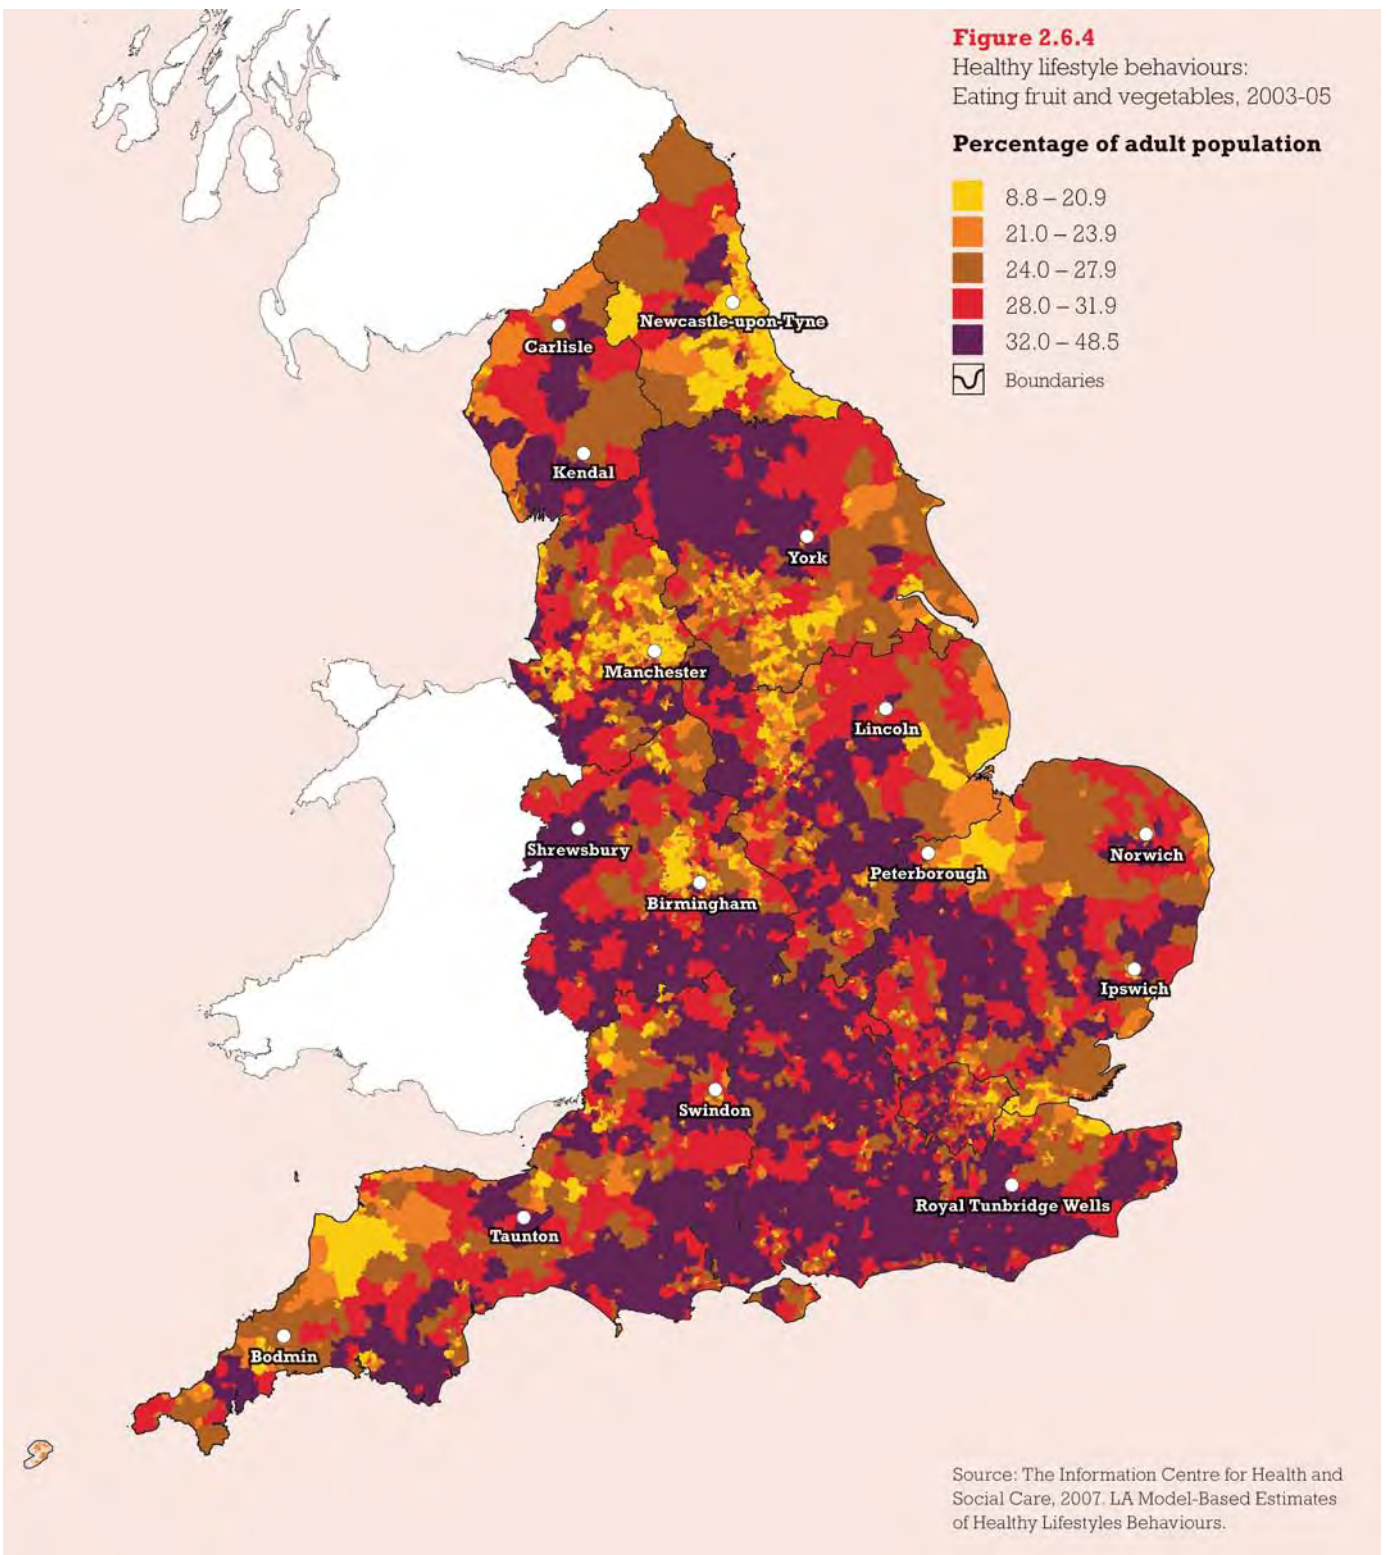 Figure 2.6.4
Healthy lifestyle behaviours:
Eating fruit and vegetables, 2003-05
Percentage of adult population
8.8 – 20.9
21.0 – 23.9
24.0 – 27.9
28.0 – 31.9
32.0 – 48.5
Boundaries
Newcastle-upon-Tyne
Carlisle
Kendal
York
Manchester
Lincoln
Shrewsbury
Norwich
Peterborough
Birmingham
Ipswich
Swindon
Royal Tunbridge Wells
Taunton
Bodmin
Source: The Information Centre for Health and
Social Care, 2007. LA Model-Based Estimates
of Healthy Lifestyles Behaviours.